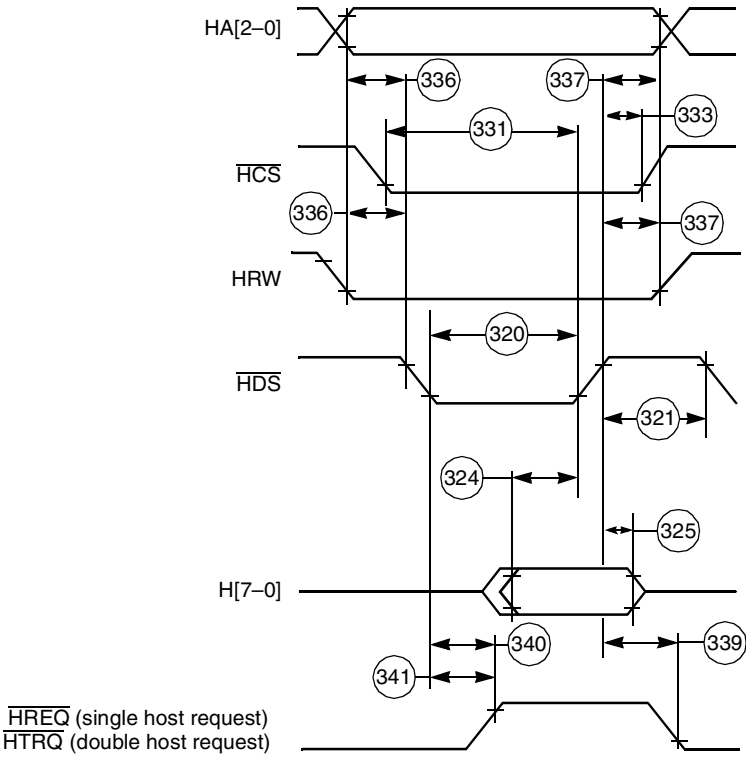 HA[2–0]
336
337
333
331
HCS
336
337
HRW
320
HDS
321
324
325
H[7–0]
340
339
341
HREQ (single host request)
HTRQ (double host request)